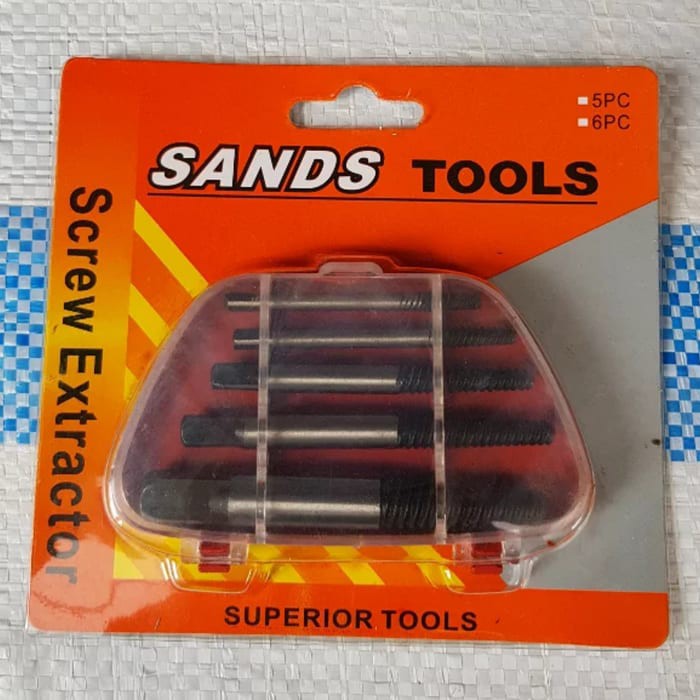 5PC
6PC
SANDS TOOLS
Screw Extractor
SUPERIOR TOOLS